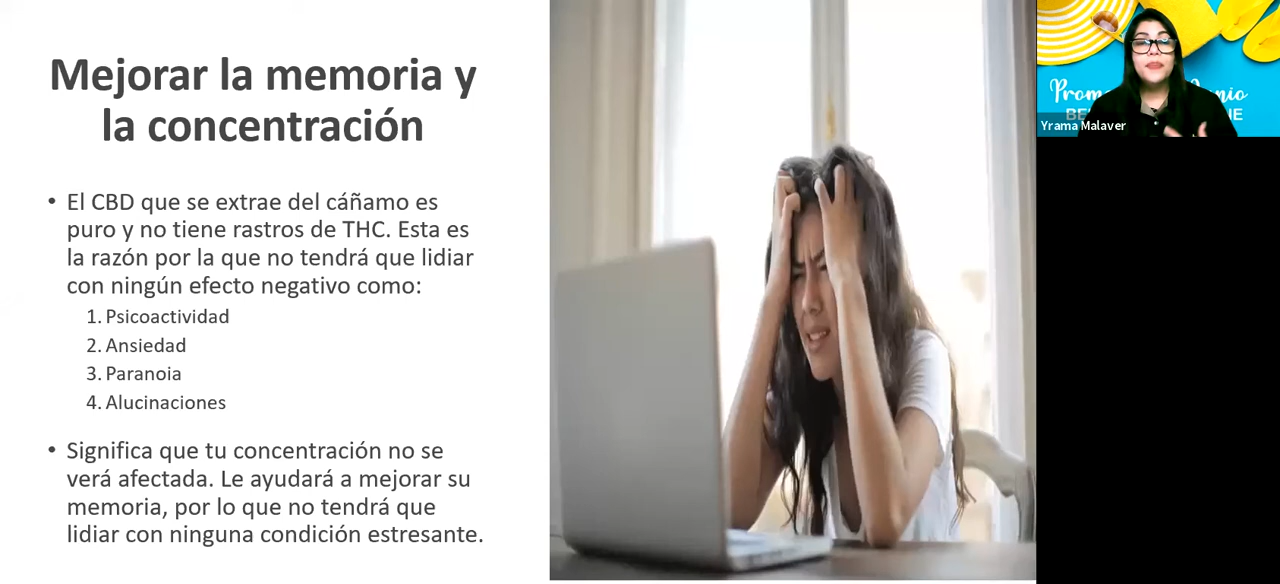 Mejorar la memoria y
la concentración
• El CBD que se extrae del cáñamo es
puro y no tiene rastros de THC. Esta es
la razón por la que no tendrá que lidiar
con ningún efecto negativo como:
1. Psicoactividad
2. Ansiedad
3. Paranoia
4. Alucinaciones
• Significa que tu concentración no se
verá afectada. Le ayudará a mejorar su
memoria, por lo que no tendrá que
lidiar con ninguna condición estresante.
Yrama Malaver